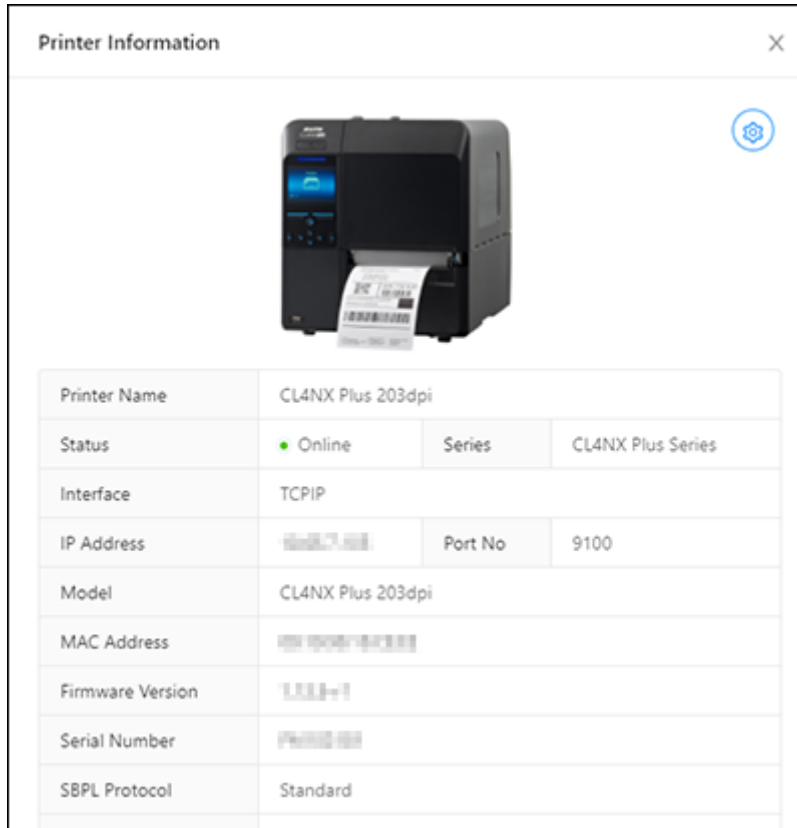 Printer Information
Printer Name CL4NX Plus 203dpi
Status Online Series CL4NX Plus Series
Interface TCPIP
IP Address Port No 9100
Model CL4NX Plus 203dpi
MAC Address
Firmware Version
Serial Number
SBPL Protocol Standard